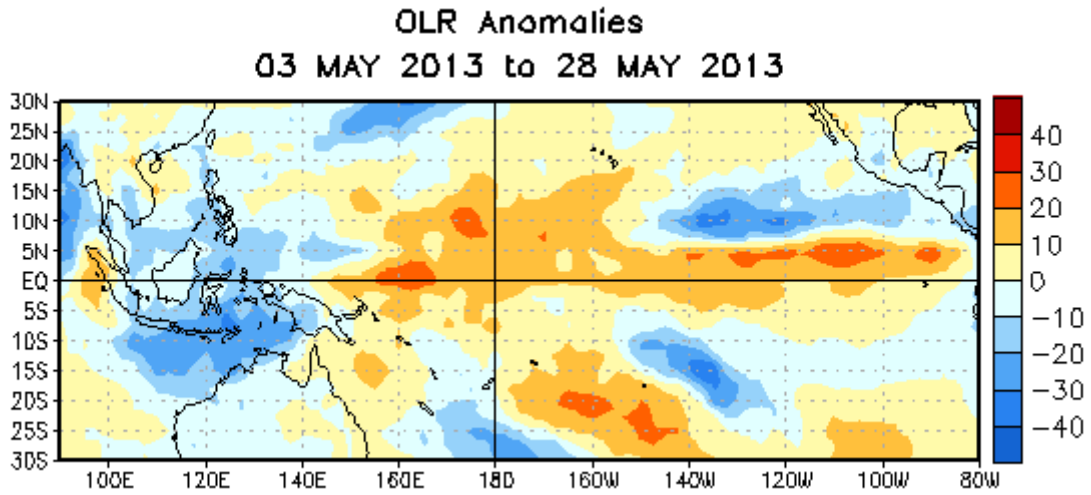 OLR Anomalies
03 MAY 2013 to 28 MAY 2013
30N
25N
20N
15N
10N
5N
EQ
5S
10S
15S
20S
25S
30S
100E 120E 140E 160E 180 160W 140W 120W 100W 80W
40
30
20
10
0
-10
-20
-30
-40